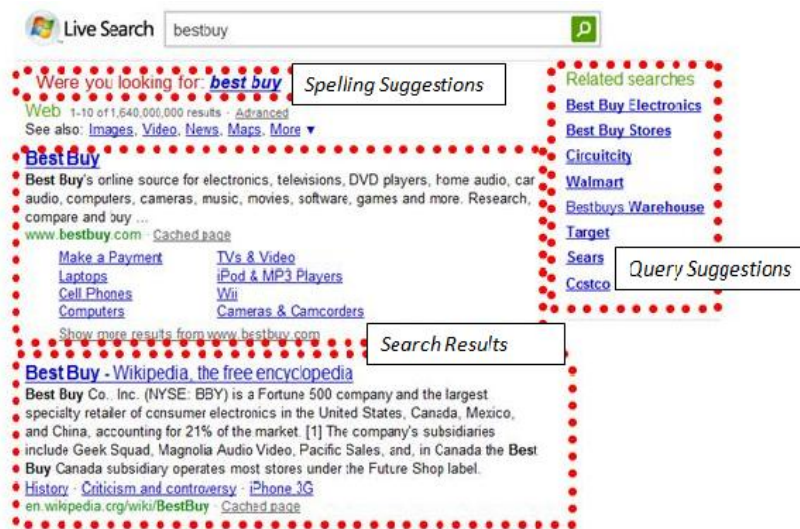 Live Search
bestbuy
Were you looking for: best buy
Spelling Suggestions
Web 1-10 of 1,640,000,000 results · Advanced
See also: Images, Video, News, Maps, More ▼
Best Buy
Best Buy's online source for electronics, televisions, DVD players, home audio, car
audio, computers, cameras, music, movies, software, games and more. Research,
compare and buy ...
www.bestbuy.com · Cached page
Make a Payment TVs & Video
Laptops iPod & MP3 Players
Cell Phones Wii
Computers Cameras & Camcorders
Show more results from www.bestbuy.com
Search Results
Best Buy - Wikipedia, the free encyclopedia
Best Buy Co., Inc. (NYSE: BBY) is a Fortune 500 company and the largest
specialty retailer of consumer electronics in the United States, Canada, Mexico,
and China, accounting for 21% of the market. [1] The company's subsidiaries
include Geek Squad, Magnolia Audio Video, Pacific Sales, and, in Canada the Best
Buy Canada subsidiary operates most stores under the Future Shop label.
History · Criticism and controversy · iPhone 3G
en.wikipedia.org/wiki/BestBuy · Cached page
Related searches
Best Buy Electronics
Best Buy Stores
Circuitcity
Walmart
Bestbuys Warehouse
Target
Sears
Costco
Query Suggestions